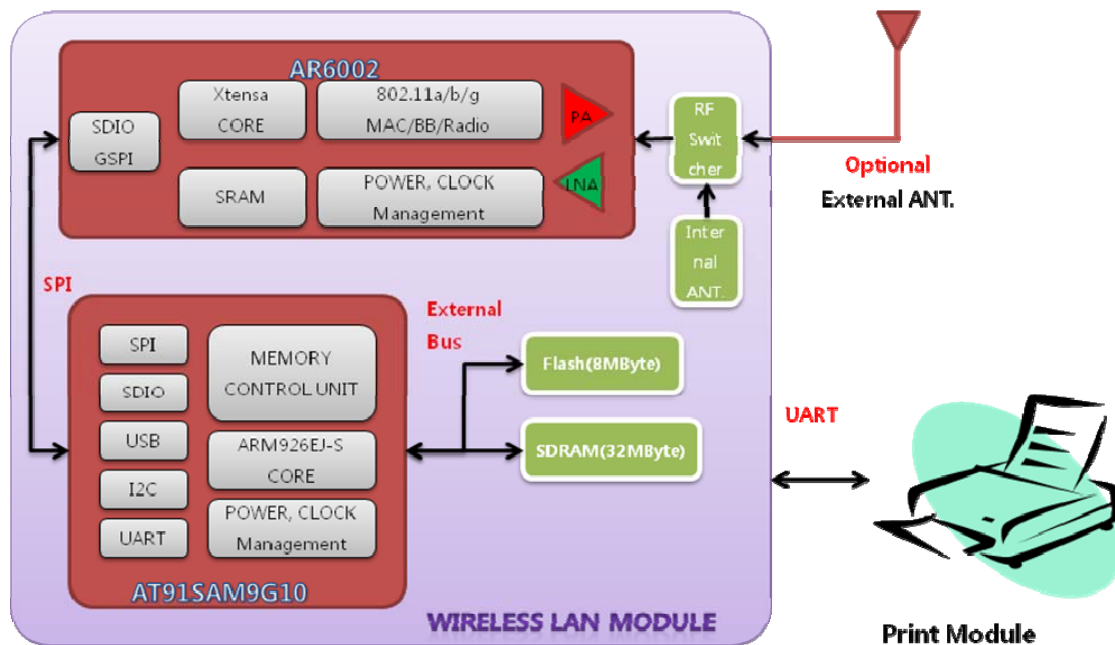 AR6002
SDIO
GSPI
Xtensa
CORE
802.11a/b/g
MAC/BB/Radio
PA
SRAM
POWER, CLOCK
Management
LNA
RF
Swit
cher
Inter
nal
ANT.
Optional
External ANT.
SPI
SPI
SDIO
USB
I2C
UART
MEMORY
CONTROL UNIT
ARM926EJ-S
CORE
POWER, CLOCK
Management
AT91SAM9G10
External
Bus
Flash(8MByte)
SDRAM(32MByte)
WIRELESS LAN MODULE
UART
Print Module